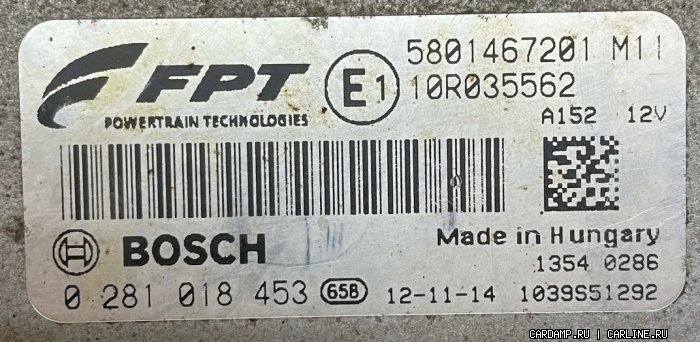 FPT
POWERTRAIN TECHNOLOGIES
5801467201 M11
E1 10R035562
A152 12V
BOSCH
Made in Hungary
1354 0286
0 281 018 453 658 12-11-14 1039S51292
CARDAMP.RU | CARLINE.RU